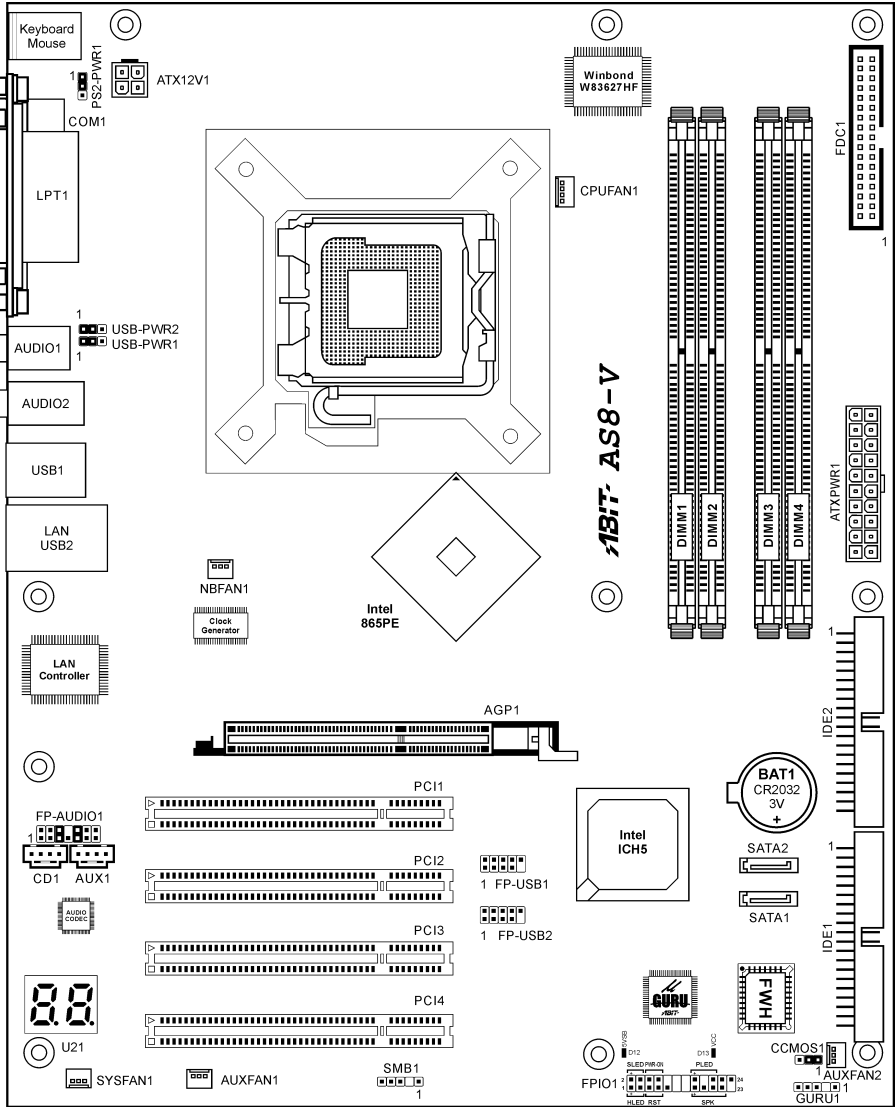 Keyboard
Mouse
1
PS2-PWR1
ATX12V1
Winbond
W83627HF
FDC1
1
COM1
LPT1
CPUFAN1
1
USB-PWR2
USB-PWR1
1
AUDIO1
AUDIO2
ABIT AS8-V
USB1
LAN
USB2
DIMM1
DIMM2
DIMM3
DIMM4
ATXPWR1
NBFAN1
Clock
Generator
Intel
865PE
LAN
Controller
1
IDE2
AGP1
BAT1
CR2032
3V
+
PCI1
FP-AUDIO1
1
CD1
AUX1
Intel
ICH5
SATA2
SATA1
1
IDE1
PCI2
1 FP-USB1
AUDIO
CODEC
PCI3
1 FP-USB2
GURU
ABIT
FWH
PCI4
88
U21
SYSFAN1
AUXFAN1
SMB1
1
5VSB
D12
D13
VCC
SLED
PWR-ON
PLED
FPIO1
2
1
24
23
HLED
RST
SPK
CCMOS1
1
AUXFAN2
GURU1
1